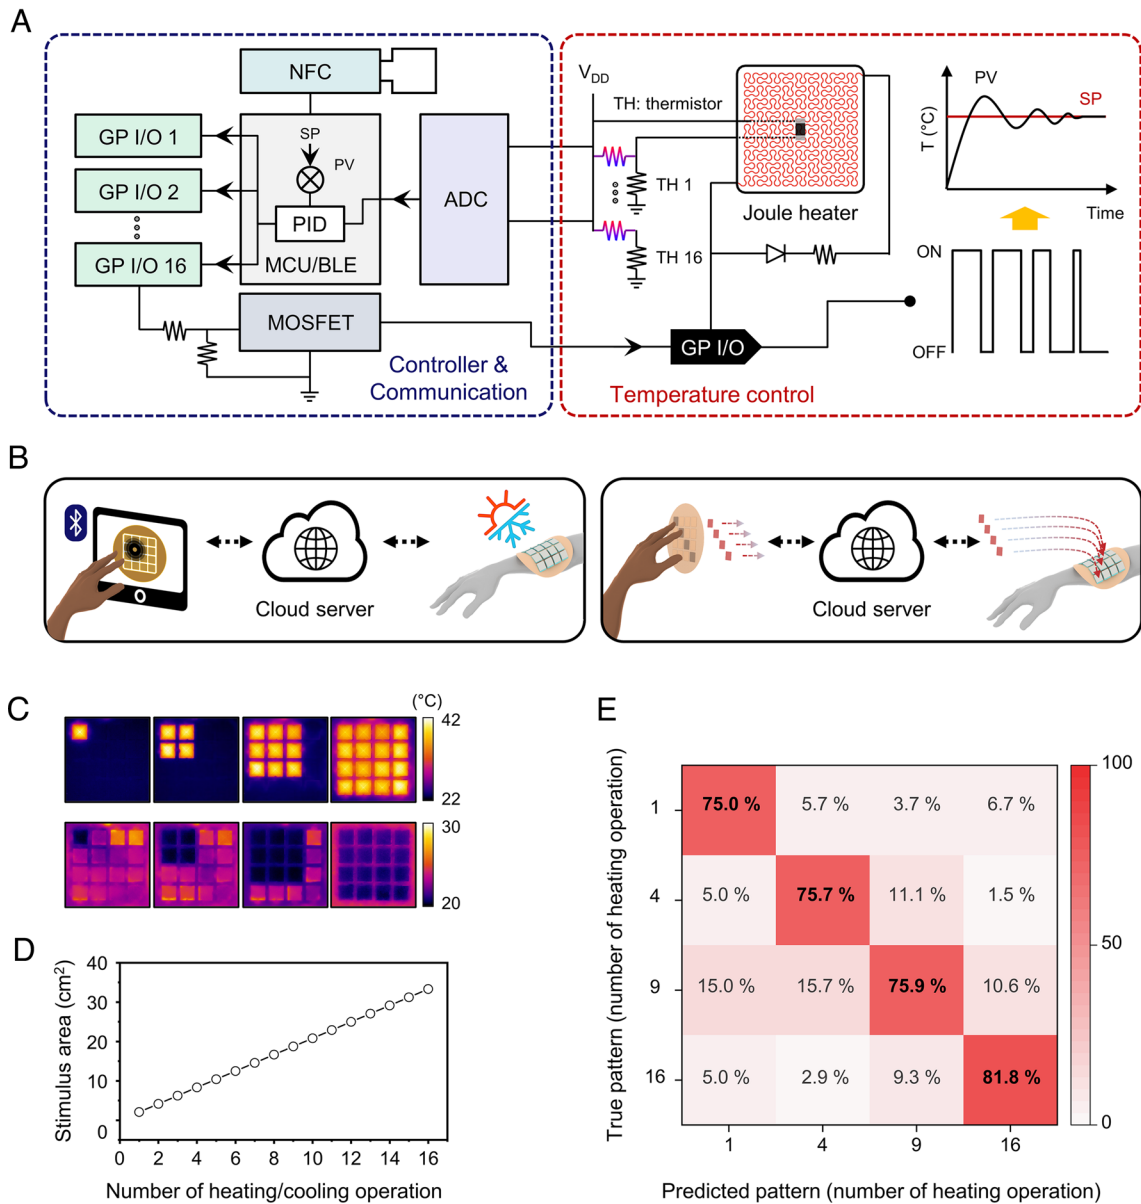 A
NFC
GP I/O 1
GP I/O 2
GP I/O 16
SP
PV
PID
MCU/BLE
ADC
MOSFET
Controller &
Communication
VDD
TH: thermistor
TH 1
TH 16
Joule heater
GP I/O
Temperature control
PV
SP
T (°C)
Time
ON
OFF
B
Cloud server
Cloud server
C
(°C)
42
22
30
20
D
Stimulus area (cm²)
40
30
20
10
0
0 2 4 6 8 10 12 14 16
Number of heating/cooling operation
E
True pattern (number of heating operation)
1 75.0 % 5.7 % 3.7 % 6.7 %
4 5.0 % 75.7 % 11.1 % 1.5 %
9 15.0 % 15.7 % 75.9 % 10.6 %
16 5.0 % 2.9 % 9.3 % 81.8 %
1 4 9 16
Predicted pattern (number of heating operation)
100
50
0